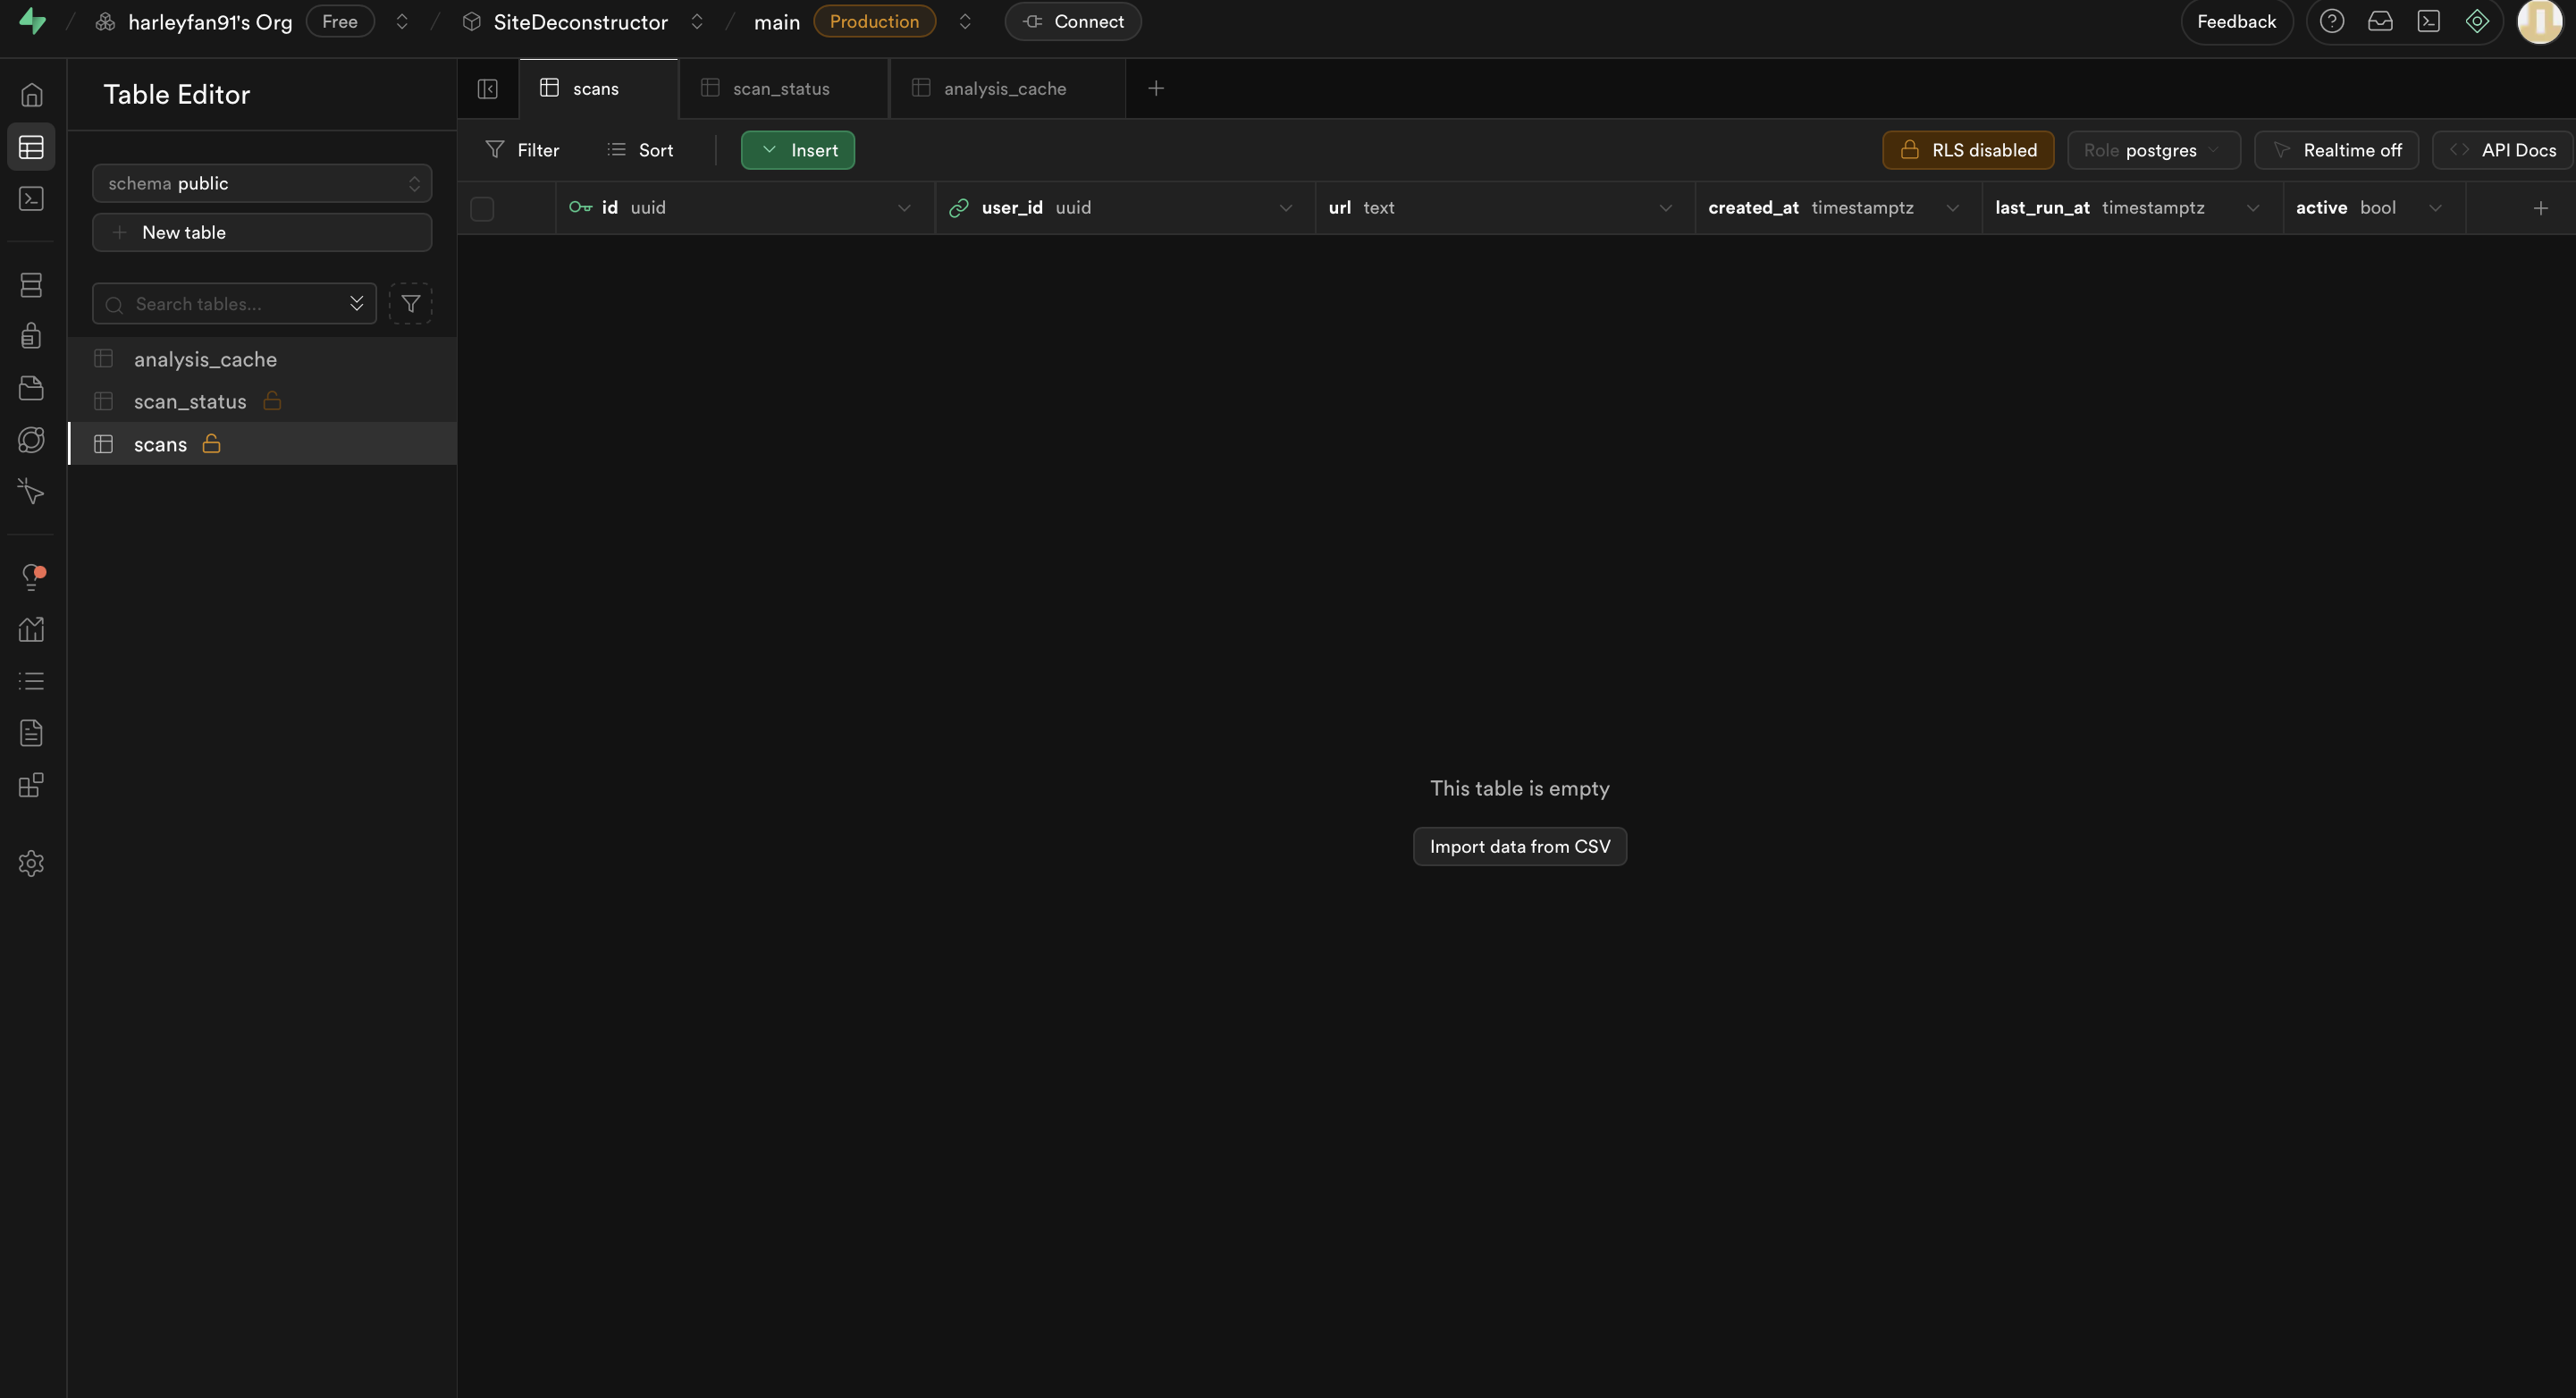 harleyfan91's Org Free SiteDeconstructor main Production Connect Feedback
Table Editor
scans scan_status analysis_cache
Filter Sort Insert RLS disabled Role postgres Realtime off API Docs
schema public
New table
id uuid user_id uuid url text created_at timestamptz last_run_at timestamptz active bool
Search tables...
analysis_cache
scan_status
scans
This table is empty
Import data from CSV